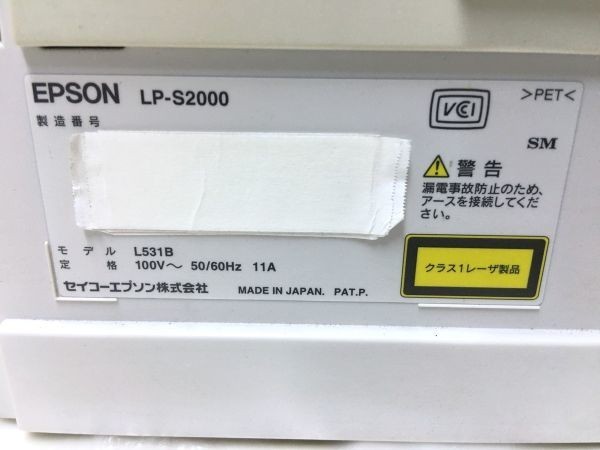 EPSON LP-S2000
製造番号
VCI
>PET<
SM
警告
漏電事故防止のため、
アースを接続してくだ
さい。
モデル L531B
定格 100V～ 50/60Hz 11A
クラス1レーザ製品
セイコーエプソン株式会社 MADE IN JAPAN. PAT.P.